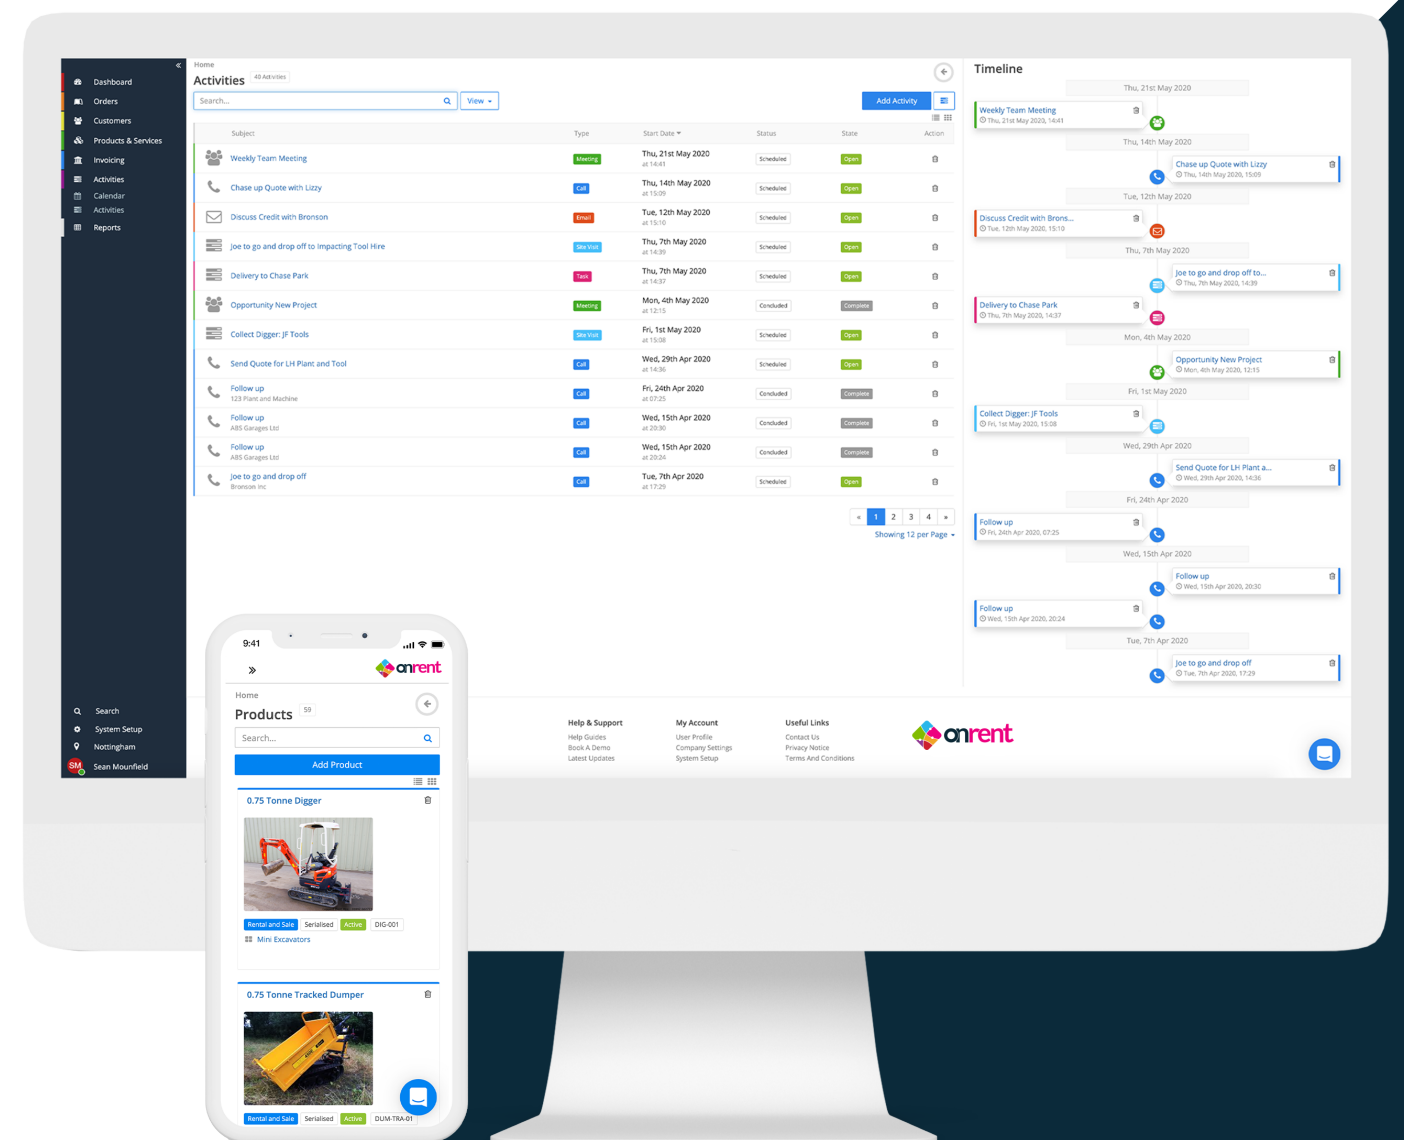 «
Dashboard
Orders
Customers
Products & Services
Invoicing
Activities
Calendar
Activities
Reports
Search
System Setup
Nottingham
SM Sean Mounfield
Home
Activities 40 Activities
Search...
View
Add Activity
Subject Type Start Date Status State Action
Weekly Team Meeting Meeting Thu, 21st May 2020 Scheduled Open
at 14:41
Chase up Quote with Lizzy Call Thu, 14th May 2020 Scheduled Open
at 15:09
Discuss Credit with Bronson Email Tue, 12th May 2020 Scheduled Open
at 15:10
Joe to go and drop off to Impacting Tool Hire Site Visit Thu, 7th May 2020 Scheduled Open
at 14:39
Delivery to Chase Park Task Thu, 7th May 2020 Scheduled Open
at 14:37
Opportunity New Project Meeting Mon, 4th May 2020 Concluded Complete
at 12:15
Collect Digger: JF Tools Site Visit Fri, 1st May 2020 Scheduled Open
at 15:08
Send Quote for LH Plant and Tool Call Wed, 29th Apr 2020 Scheduled Open
at 14:36
Follow up Call Fri, 24th Apr 2020 Concluded Complete
123 Plant and Machine at 07:25
Follow up Call Wed, 15th Apr 2020 Concluded Complete
ABS Garages Ltd at 20:30
Follow up Call Wed, 15th Apr 2020 Concluded Complete
ABS Garages Ltd at 20:24
Joe to go and drop off Call Tue, 7th Apr 2020 Scheduled Open
Bronson Inc at 17:29
« 1 2 3 4 »
Showing 12 per Page
Timeline
Thu, 21st May 2020
Weekly Team Meeting
Thu, 21st May 2020, 14:41
Thu, 14th May 2020
Chase up Quote with Lizzy
Thu, 14th May 2020, 15:09
Tue, 12th May 2020
Discuss Credit with Brons...
Tue, 12th May 2020, 15:10
Thu, 7th May 2020
Joe to go and drop off to...
Thu, 7th May 2020, 14:39
Delivery to Chase Park
Thu, 7th May 2020, 14:37
Mon, 4th May 2020
Opportunity New Project
Mon, 4th May 2020, 12:15
Fri, 1st May 2020
Collect Digger: JF Tools
Fri, 1st May 2020, 15:08
Wed, 29th Apr 2020
Send Quote for LH Plant a...
Wed, 29th Apr 2020, 14:36
Fri, 24th Apr 2020
Follow up
Fri, 24th Apr 2020, 07:25
Wed, 15th Apr 2020
Follow up
Wed, 15th Apr 2020, 20:30
Follow up
Wed, 15th Apr 2020, 20:24
Tue, 7th Apr 2020
Joe to go and drop off
Tue, 7th Apr 2020, 17:29
Help & Support
Help Guides
Book A Demo
Latest Updates
My Account
User Profile
Company Settings
System Setup
Useful Links
Contact Us
Privacy Notice
Terms And Conditions
onrent
9:41
» onrent
Home
Products 59
Search...
Add Product
0.75 Tonne Digger
Rental and Sale Serialised Active DIG-001
Mini Excavators
0.75 Tonne Tracked Dumper
Rental and Sale Serialised Active DUM-TRA-01